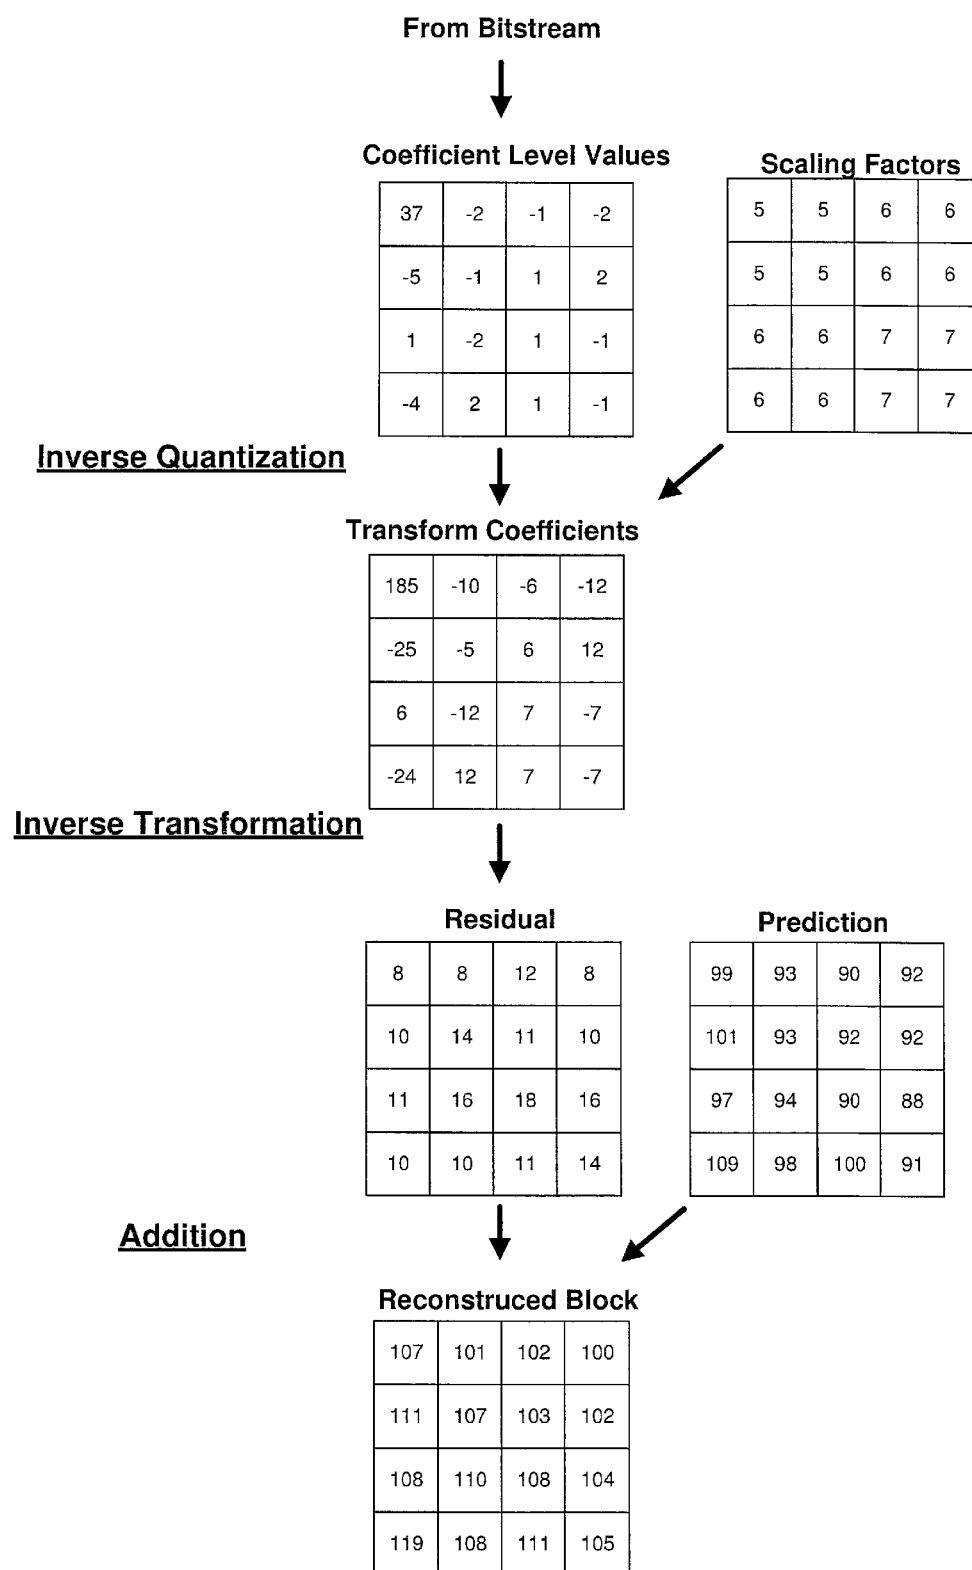 From Bitstream
Coefficient Level Values
Scaling Factors
37 -2 -1 -2
5 5 6 6
-5 -1 1 2
5 5 6 6
1 -2 1 -1
6 6 7 7
-4 2 1 -1
6 6 7 7
Inverse Quantization
Transform Coefficients
185 -10 -6 -12
-25 -5 6 12
6 -12 7 -7
-24 12 7 -7
Inverse Transformation
Residual
Prediction
8 8 12 8
99 93 90 92
10 14 11 10
101 93 92 92
11 16 18 16
97 94 90 88
10 10 11 14
109 98 100 91
Addition
Reconstruced Block
107 101 102 100
111 107 103 102
108 110 108 104
119 108 111 105